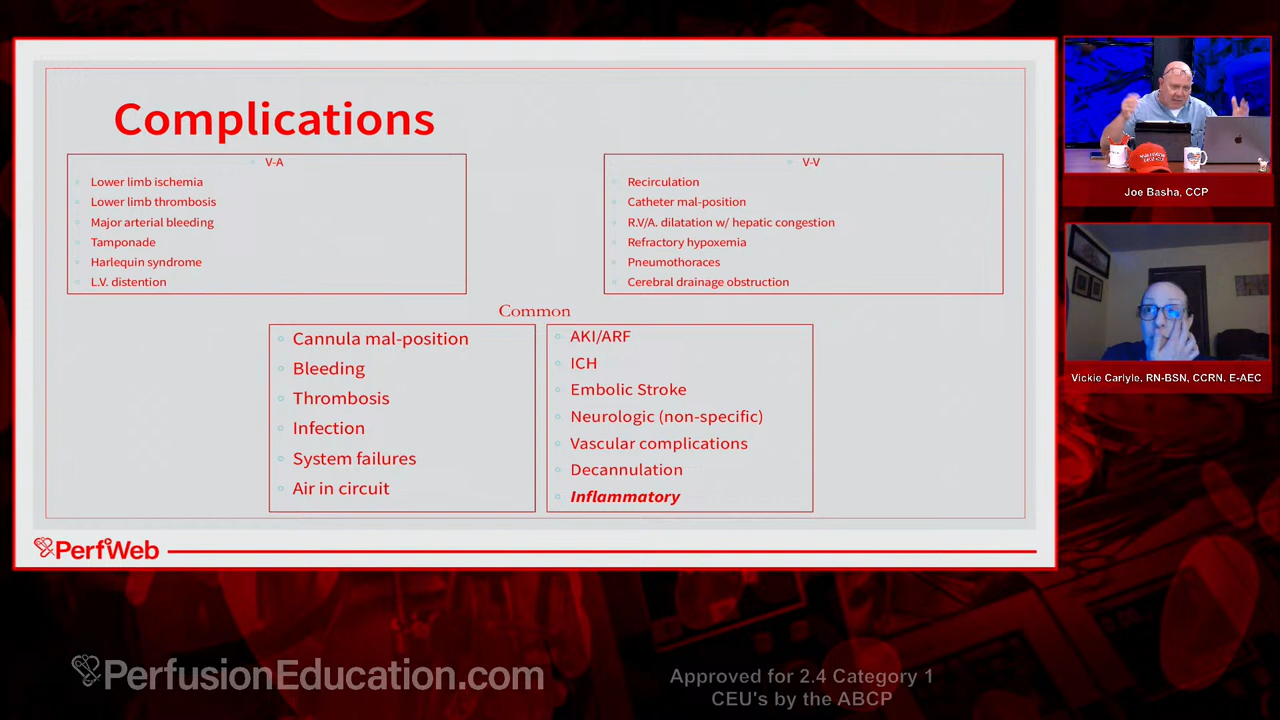 Complications
V-A
Lower limb ischemia
Lower limb thrombosis
Major arterial bleeding
Tamponade
Harlequin syndrome
L.V. distention
V-V
Recirculation
Catheter mal-position
R.V/A. dilatation w/ hepatic congestion
Refractory hypoxemia
Pneumothoraces
Cerebral drainage obstruction
Common
Cannula mal-position
Bleeding
Thrombosis
Infection
System failures
Air in circuit
AKI/ARF
ICH
Embolic Stroke
Neurologic (non-specific)
Vascular complications
Decannulation
Inflammatory
PerfWeb
Joe Basha, CCP
Vickie Carlyle, RN-BSN, CCRN. E-AEC
PerfusionEducation.com
Approved for 2.4 Category 1
CEU's by the ABCP